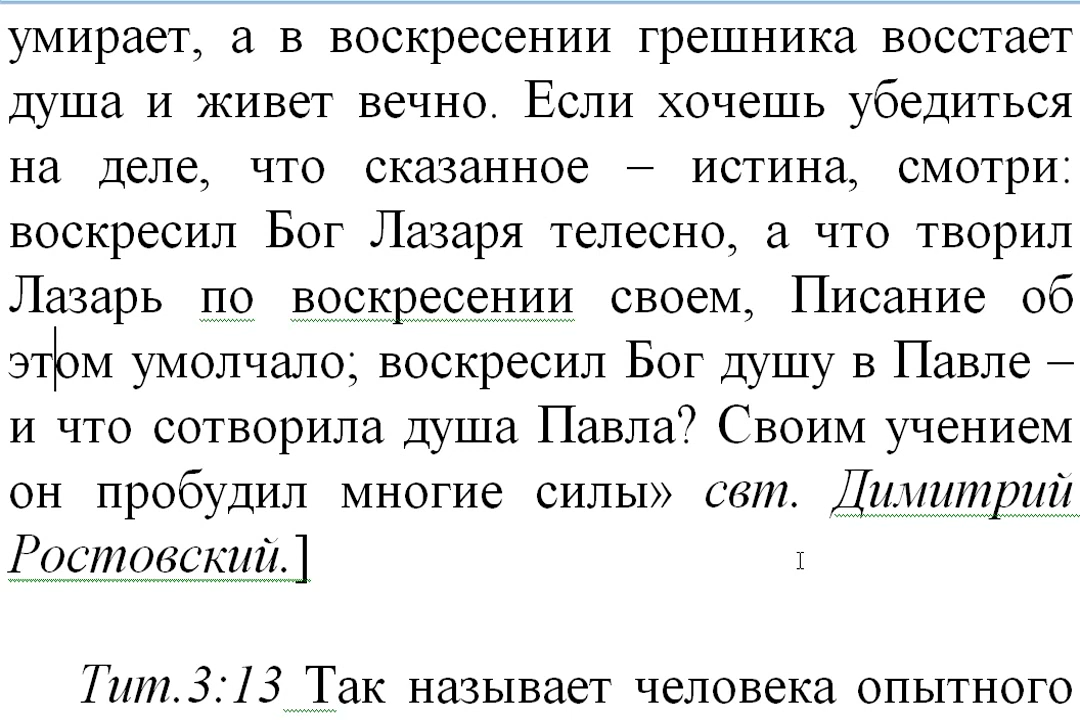 умирает, а в воскресении грешника восстает
душа и живет вечно. Если хочешь убедиться
на деле, что сказанное – истина, смотри:
воскресил Бог Лазаря телесно, а что творил
Лазарь по воскресении своем, Писание об
этом умолчало; воскресил Бог душу в Павле –
и что сотворила душа Павла? Своим учением
он пробудил многие силы» свт. Димитрий
Ростовский.]
Тит.3:13 Так называет человека опытного